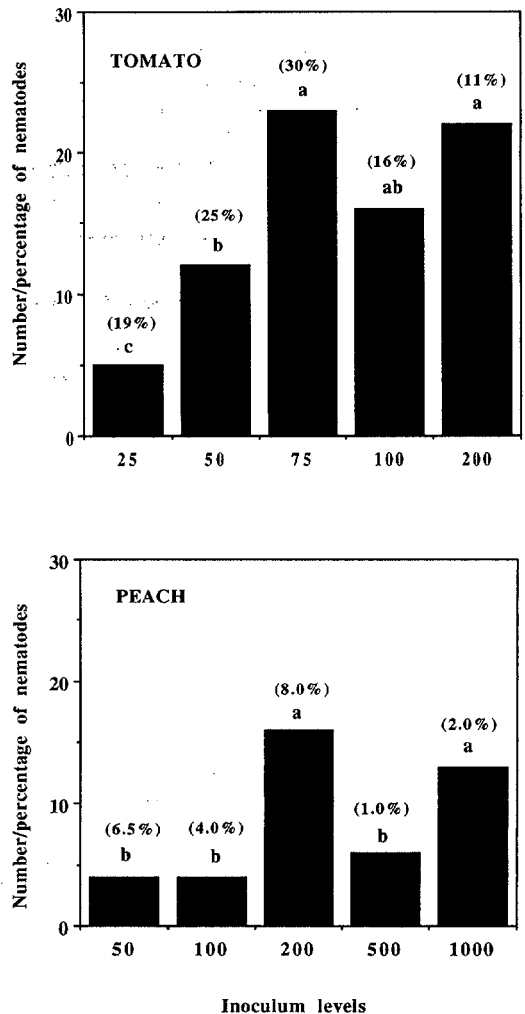 30
TOMATO
(30%)
a
(11%)
a
20
(16%)
ab
(25%)
b
10
(19%)
c
0
25 50 75 100 200
Number/percentage of nematodes
30
PEACH
20
(8.0%)
a
(2.0%)
a
10
(6.5%)
b
(4.0%)
b
(1.0%)
b
0
50 100 200 500 1000
Number/percentage of nematodes
Inoculum levels